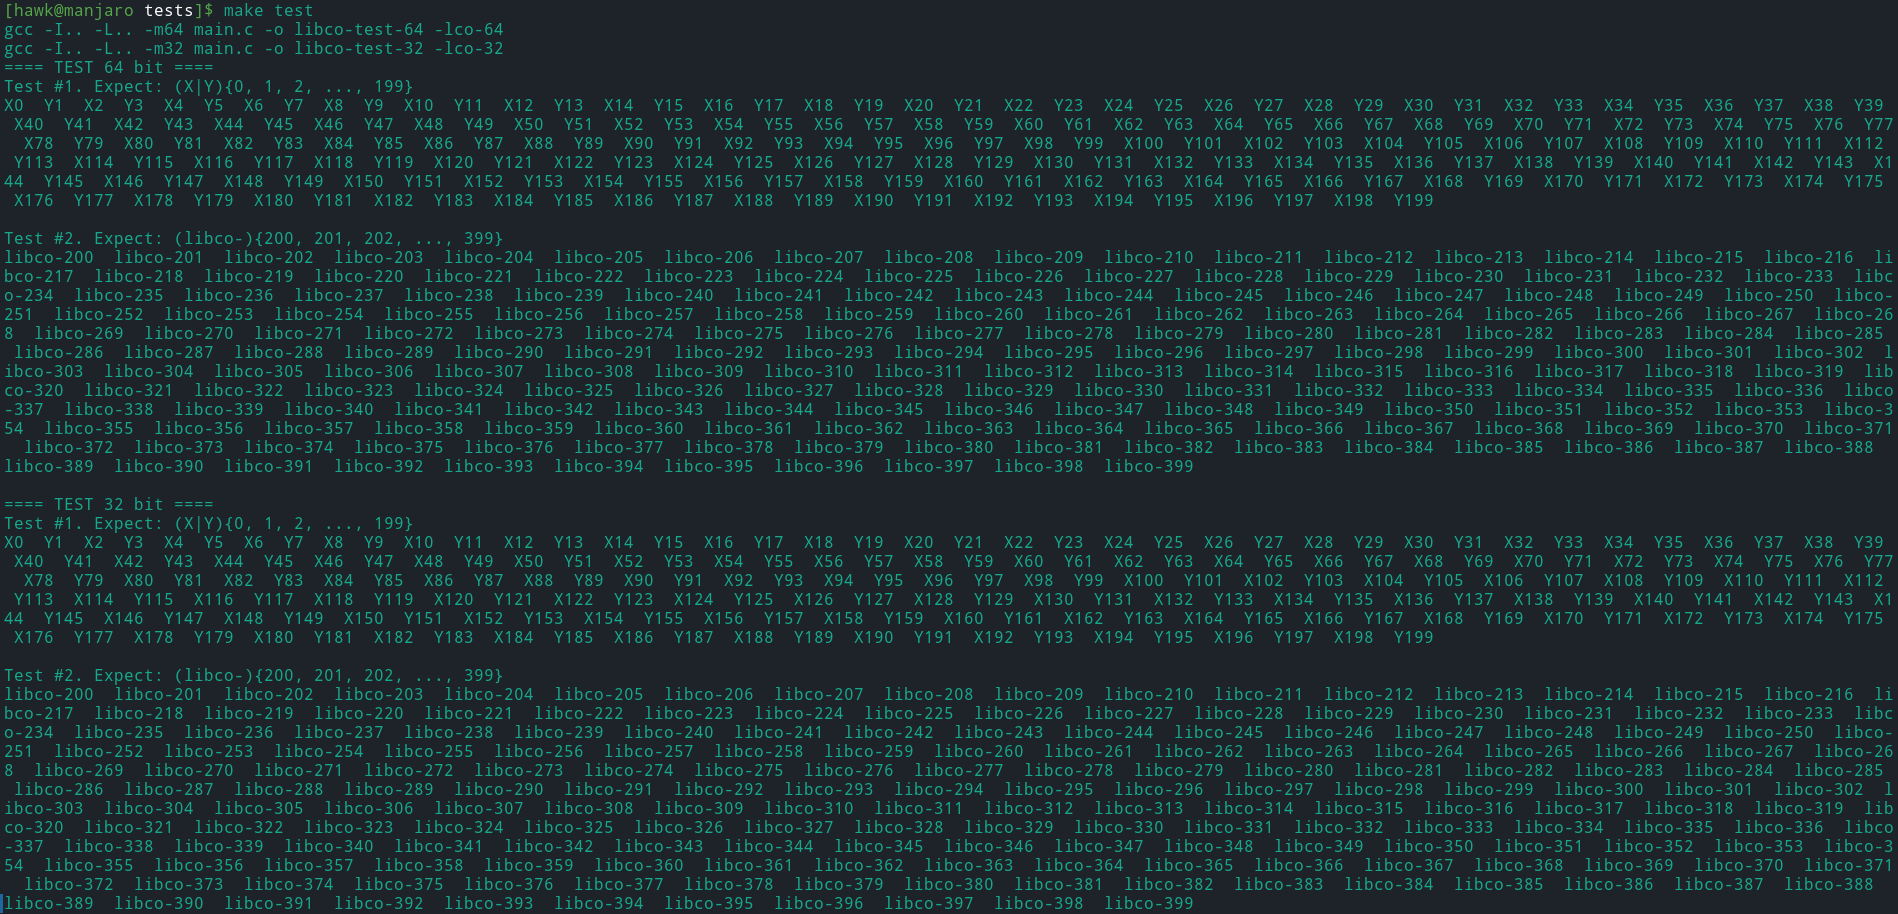 [hawk@manjaro tests]$ make test
gcc -I.. -L.. -m64 main.c -o libco-test-64 -lco-64
gcc -I.. -L.. -m32 main.c -o libco-test-32 -lco-32
==== TEST 64 bit ====
Test #1. Expect: (X|Y){0, 1, 2, ..., 199}
X0  Y1  X2  Y3  X4  Y5  X6  Y7  X8  Y9  X10  Y11  X12  Y13  X14  Y15  X16  Y17  X18  Y19  X20  Y21  X22  Y23  X24  Y25  X26  Y27  X28  Y29  X30  Y31  X32  Y33  X34  Y35  X36  Y37  X38  Y39
 X40  Y41  X42  Y43  X44  Y45  X46  Y47  X48  Y49  X50  Y51  X52  Y53  X54  Y55  X56  Y57  X58  Y59  X60  Y61  X62  Y63  X64  Y65  X66  Y67  X68  Y69  X70  Y71  X72  Y73  X74  Y75  X76  Y77
  X78  Y79  X80  Y81  X82  Y83  X84  Y85  X86  Y87  X88  Y89  X90  Y91  X92  Y93  X94  Y95  X96  Y97  X98  Y99  X100  Y101  X102  Y103  X104  Y105  X106  Y107  X108  Y109  X110  Y111  X112
 Y113  X114  Y115  X116  Y117  X118  Y119  X120  Y121  X122  Y123  X124  Y125  X126  Y127  X128  Y129  X130  Y131  X132  Y133  X134  Y135  X136  Y137  X138  Y139  X140  Y141  X142  Y143  X1
44  Y145  X146  Y147  X148  Y149  X150  Y151  X152  Y153  X154  Y155  X156  Y157  X158  Y159  X160  Y161  X162  Y163  X164  Y165  X166  Y167  X168  Y169  X170  Y171  X172  Y173  X174  Y175
 X176  Y177  X178  Y179  X180  Y181  X182  Y183  X184  Y185  X186  Y187  X188  Y189  X190  Y191  X192  Y193  X194  Y195  X196  Y197  X198  Y199

Test #2. Expect: (libco-){200, 201, 202, ..., 399}
libco-200  libco-201  libco-202  libco-203  libco-204  libco-205  libco-206  libco-207  libco-208  libco-209  libco-210  libco-211  libco-212  libco-213  libco-214  libco-215  libco-216  li
bco-217  libco-218  libco-219  libco-220  libco-221  libco-222  libco-223  libco-224  libco-225  libco-226  libco-227  libco-228  libco-229  libco-230  libco-231  libco-232  libco-233  libc
o-234  libco-235  libco-236  libco-237  libco-238  libco-239  libco-240  libco-241  libco-242  libco-243  libco-244  libco-245  libco-246  libco-247  libco-248  libco-249  libco-250  libco-
251  libco-252  libco-253  libco-254  libco-255  libco-256  libco-257  libco-258  libco-259  libco-260  libco-261  libco-262  libco-263  libco-264  libco-265  libco-266  libco-267  libco-26
8  libco-269  libco-270  libco-271  libco-272  libco-273  libco-274  libco-275  libco-276  libco-277  libco-278  libco-279  libco-280  libco-281  libco-282  libco-283  libco-284  libco-285
 libco-286  libco-287  libco-288  libco-289  libco-290  libco-291  libco-292  libco-293  libco-294  libco-295  libco-296  libco-297  libco-298  libco-299  libco-300  libco-301  libco-302  l
ibco-303  libco-304  libco-305  libco-306  libco-307  libco-308  libco-309  libco-310  libco-311  libco-312  libco-313  libco-314  libco-315  libco-316  libco-317  libco-318  libco-319  lib
co-320  libco-321  libco-322  libco-323  libco-324  libco-325  libco-326  libco-327  libco-328  libco-329  libco-330  libco-331  libco-332  libco-333  libco-334  libco-335  libco-336  libco
-337  libco-338  libco-339  libco-340  libco-341  libco-342  libco-343  libco-344  libco-345  libco-346  libco-347  libco-348  libco-349  libco-350  libco-351  libco-352  libco-353  libco-3
54  libco-355  libco-356  libco-357  libco-358  libco-359  libco-360  libco-361  libco-362  libco-363  libco-364  libco-365  libco-366  libco-367  libco-368  libco-369  libco-370  libco-371
  libco-372  libco-373  libco-374  libco-375  libco-376  libco-377  libco-378  libco-379  libco-380  libco-381  libco-382  libco-383  libco-384  libco-385  libco-386  libco-387  libco-388
libco-389  libco-390  libco-391  libco-392  libco-393  libco-394  libco-395  libco-396  libco-397  libco-398  libco-399

==== TEST 32 bit ====
Test #1. Expect: (X|Y){0, 1, 2, ..., 199}
X0  Y1  X2  Y3  X4  Y5  X6  Y7  X8  Y9  X10  Y11  X12  Y13  X14  Y15  X16  Y17  X18  Y19  X20  Y21  X22  Y23  X24  Y25  X26  Y27  X28  Y29  X30  Y31  X32  Y33  X34  Y35  X36  Y37  X38  Y39
 X40  Y41  X42  Y43  X44  Y45  X46  Y47  X48  Y49  X50  Y51  X52  Y53  X54  Y55  X56  Y57  X58  Y59  X60  Y61  X62  Y63  X64  Y65  X66  Y67  X68  Y69  X70  Y71  X72  Y73  X74  Y75  X76  Y77
  X78  Y79  X80  Y81  X82  Y83  X84  Y85  X86  Y87  X88  Y89  X90  Y91  X92  Y93  X94  Y95  X96  Y97  X98  Y99  X100  Y101  X102  Y103  X104  Y105  X106  Y107  X108  Y109  X110  Y111  X112
 Y113  X114  Y115  X116  Y117  X118  Y119  X120  Y121  X122  Y123  X124  Y125  X126  Y127  X128  Y129  X130  Y131  X132  Y133  X134  Y135  X136  Y137  X138  Y139  X140  Y141  X142  Y143  X1
44  Y145  X146  Y147  X148  Y149  X150  Y151  X152  Y153  X154  Y155  X156  Y157  X158  Y159  X160  Y161  X162  Y163  X164  Y165  X166  Y167  X168  Y169  X170  Y171  X172  Y173  X174  Y175
 X176  Y177  X178  Y179  X180  Y181  X182  Y183  X184  Y185  X186  Y187  X188  Y189  X190  Y191  X192  Y193  X194  Y195  X196  Y197  X198  Y199

Test #2. Expect: (libco-){200, 201, 202, ..., 399}
libco-200  libco-201  libco-202  libco-203  libco-204  libco-205  libco-206  libco-207  libco-208  libco-209  libco-210  libco-211  libco-212  libco-213  libco-214  libco-215  libco-216  li
bco-217  libco-218  libco-219  libco-220  libco-221  libco-222  libco-223  libco-224  libco-225  libco-226  libco-227  libco-228  libco-229  libco-230  libco-231  libco-232  libco-233  libc
o-234  libco-235  libco-236  libco-237  libco-238  libco-239  libco-240  libco-241  libco-242  libco-243  libco-244  libco-245  libco-246  libco-247  libco-248  libco-249  libco-250  libco-
251  libco-252  libco-253  libco-254  libco-255  libco-256  libco-257  libco-258  libco-259  libco-260  libco-261  libco-262  libco-263  libco-264  libco-265  libco-266  libco-267  libco-26
8  libco-269  libco-270  libco-271  libco-272  libco-273  libco-274  libco-275  libco-276  libco-277  libco-278  libco-279  libco-280  libco-281  libco-282  libco-283  libco-284  libco-285
 libco-286  libco-287  libco-288  libco-289  libco-290  libco-291  libco-292  libco-293  libco-294  libco-295  libco-296  libco-297  libco-298  libco-299  libco-300  libco-301  libco-302  l
ibco-303  libco-304  libco-305  libco-306  libco-307  libco-308  libco-309  libco-310  libco-311  libco-312  libco-313  libco-314  libco-315  libco-316  libco-317  libco-318  libco-319  lib
co-320  libco-321  libco-322  libco-323  libco-324  libco-325  libco-326  libco-327  libco-328  libco-329  libco-330  libco-331  libco-332  libco-333  libco-334  libco-335  libco-336  libco
-337  libco-338  libco-339  libco-340  libco-341  libco-342  libco-343  libco-344  libco-345  libco-346  libco-347  libco-348  libco-349  libco-350  libco-351  libco-352  libco-353  libco-3
54  libco-355  libco-356  libco-357  libco-358  libco-359  libco-360  libco-361  libco-362  libco-363  libco-364  libco-365  libco-366  libco-367  libco-368  libco-369  libco-370  libco-371
  libco-372  libco-373  libco-374  libco-375  libco-376  libco-377  libco-378  libco-379  libco-380  libco-381  libco-382  libco-383  libco-384  libco-385  libco-386  libco-387  libco-388
libco-389  libco-390  libco-391  libco-392  libco-393  libco-394  libco-395  libco-396  libco-397  libco-398  libco-399